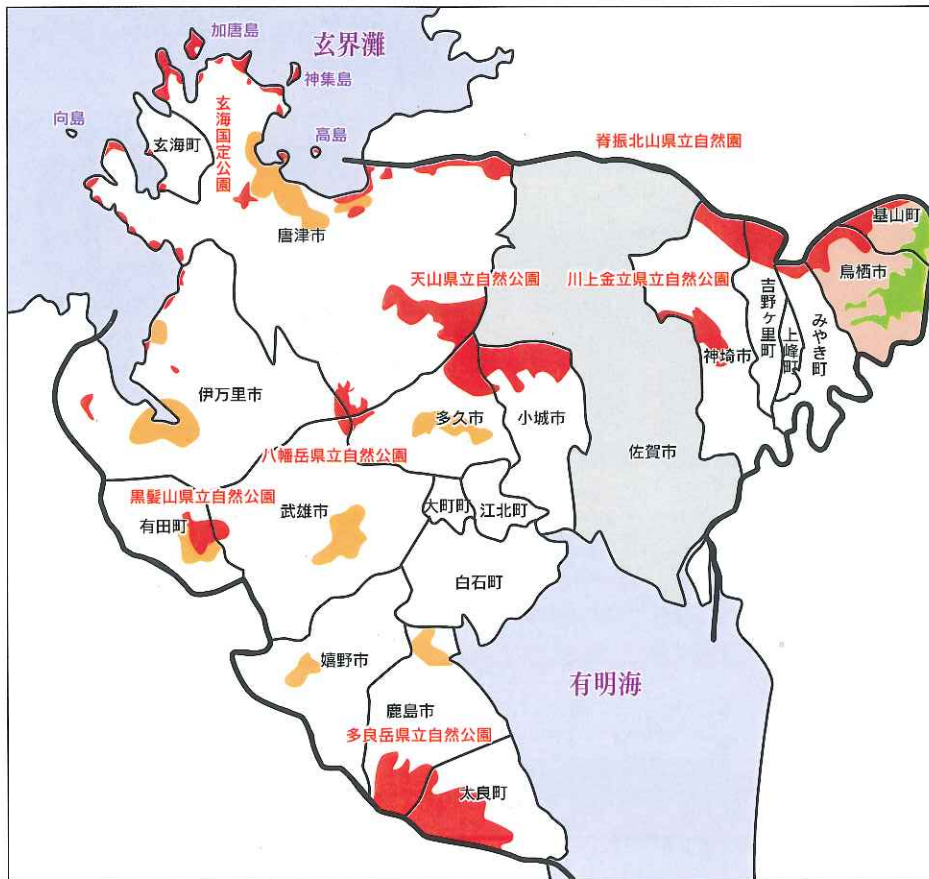 加唐島
玄界灘
神集島
向島
玄海町
玄海国定公園
高島
脊振北山県立自然園
基山町
唐津市
鳥栖市
天山県立自然公園
川上金立県立自然公園
吉野ヶ里町
上峰町
みやき町
神埼市
伊万里市
多久市
小城市
八幡岳県立自然公園
佐賀市
黒髪山県立自然公園
有田町
武雄市
大町町
江北町
白石町
嬉野市
有明海
鹿島市
多良岳県立自然公園
太良町